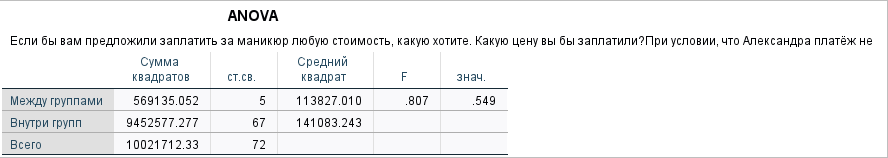 ANOVA
Если бы вам предложили заплатить за маникюр любую стоимость, какую хотите. Какую цену вы бы заплатили?При условии, что Александра платёж не
Сумма квадратов ст.св. Средний квадрат F знач.
Между группами 569135.052 5 113827.010 .807 .549
Внутри групп 9452577.277 67 141083.243
Всего 10021712.33 72